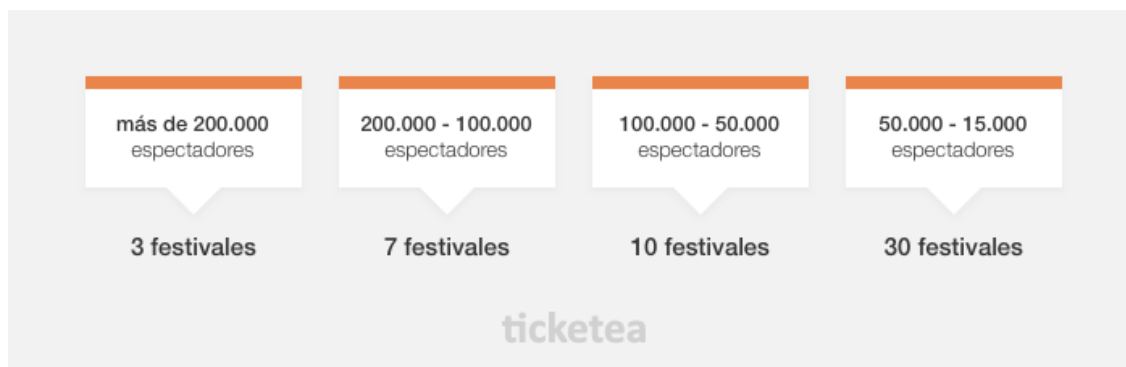 más de 200.000
espectadores
200.000 - 100.000
espectadores
100.000 - 50.000
espectadores
50.000 - 15.000
espectadores
3 festivales
7 festivales
10 festivales
30 festivales
ticketea